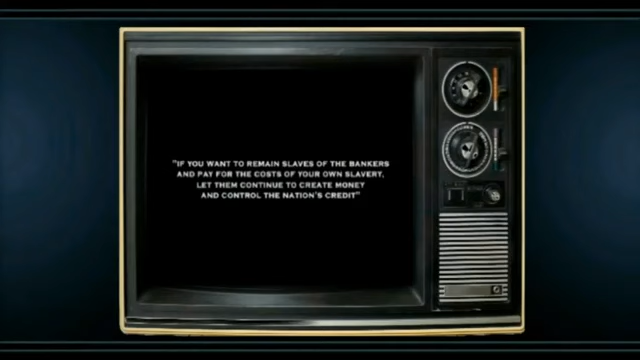 "IF YOU WANT TO REMAIN SLAVES OF THE BANKERS
AND PAY FOR THE COSTS OF YOUR OWN SLAVERY,
LET THEM CONTINUE TO CREATE MONEY
AND CONTROL THE NATION'S CREDIT"